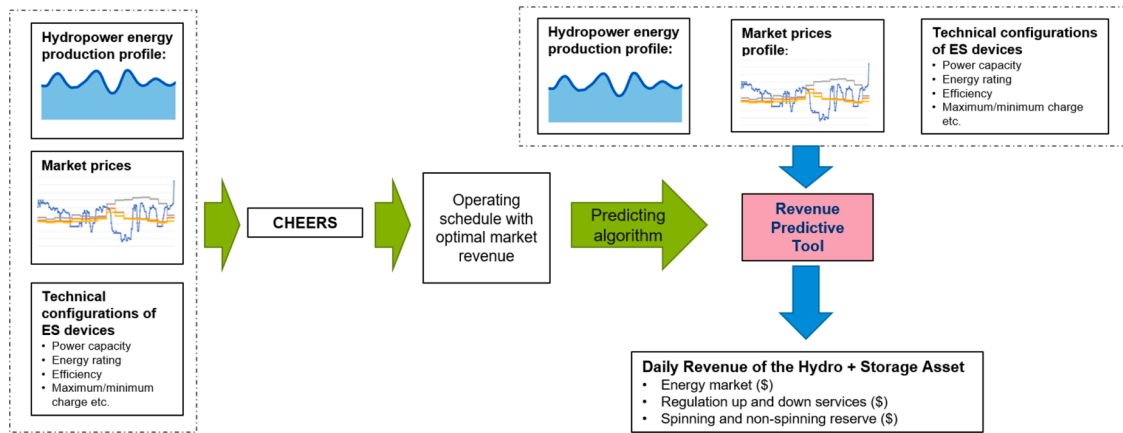 Hydropower energy
production profile:
Market prices
Technical
configurations of
ES devices
• Power capacity
• Energy rating
• Efficiency
• Maximum/minimum
charge etc.
CHEERS
Operating
schedule with
optimal market
revenue
Predicting
algorithm
Hydropower energy
production profile:
Market prices
profile:
Technical configurations
of ES devices
• Power capacity
• Energy rating
• Efficiency
• Maximum/minimum charge
etc.
Revenue
Predictive
Tool
Daily Revenue of the Hydro + Storage Asset
• Energy market ($)
• Regulation up and down services ($)
• Spinning and non-spinning reserve ($)